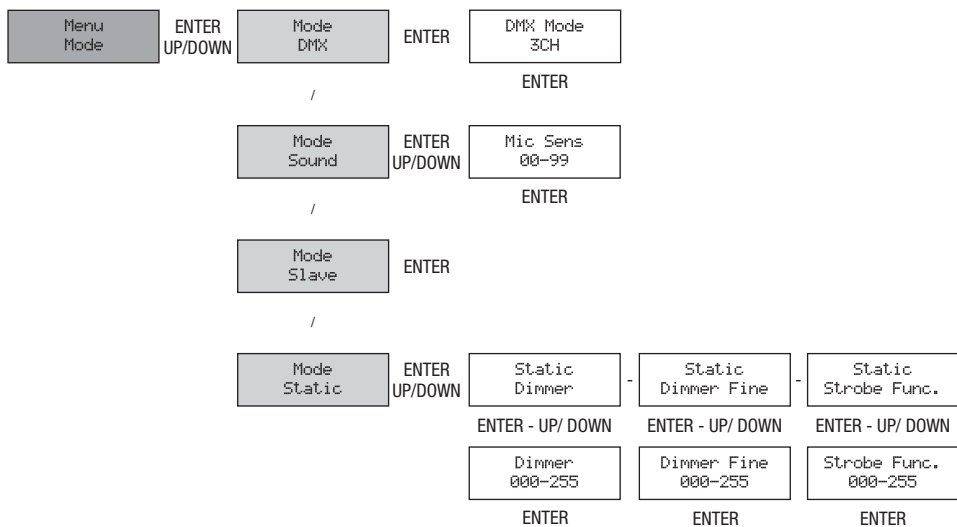 Menu
Mode
ENTER
UP/DOWN
Mode
DMX
ENTER
DMX Mode
3CH
ENTER
/
Mode
Sound
ENTER
UP/DOWN
Mic Sens
00-99
ENTER
/
Mode
Slave
ENTER
/
Mode
Static
ENTER
UP/DOWN
Static
Dimmer
-
Static
Dimmer Fine
-
Static
Strobe Func.
ENTER - UP/ DOWN
ENTER - UP/ DOWN
ENTER - UP/ DOWN
Dimmer
000-255
Dimmer Fine
000-255
Strobe Func.
000-255
ENTER
ENTER
ENTER